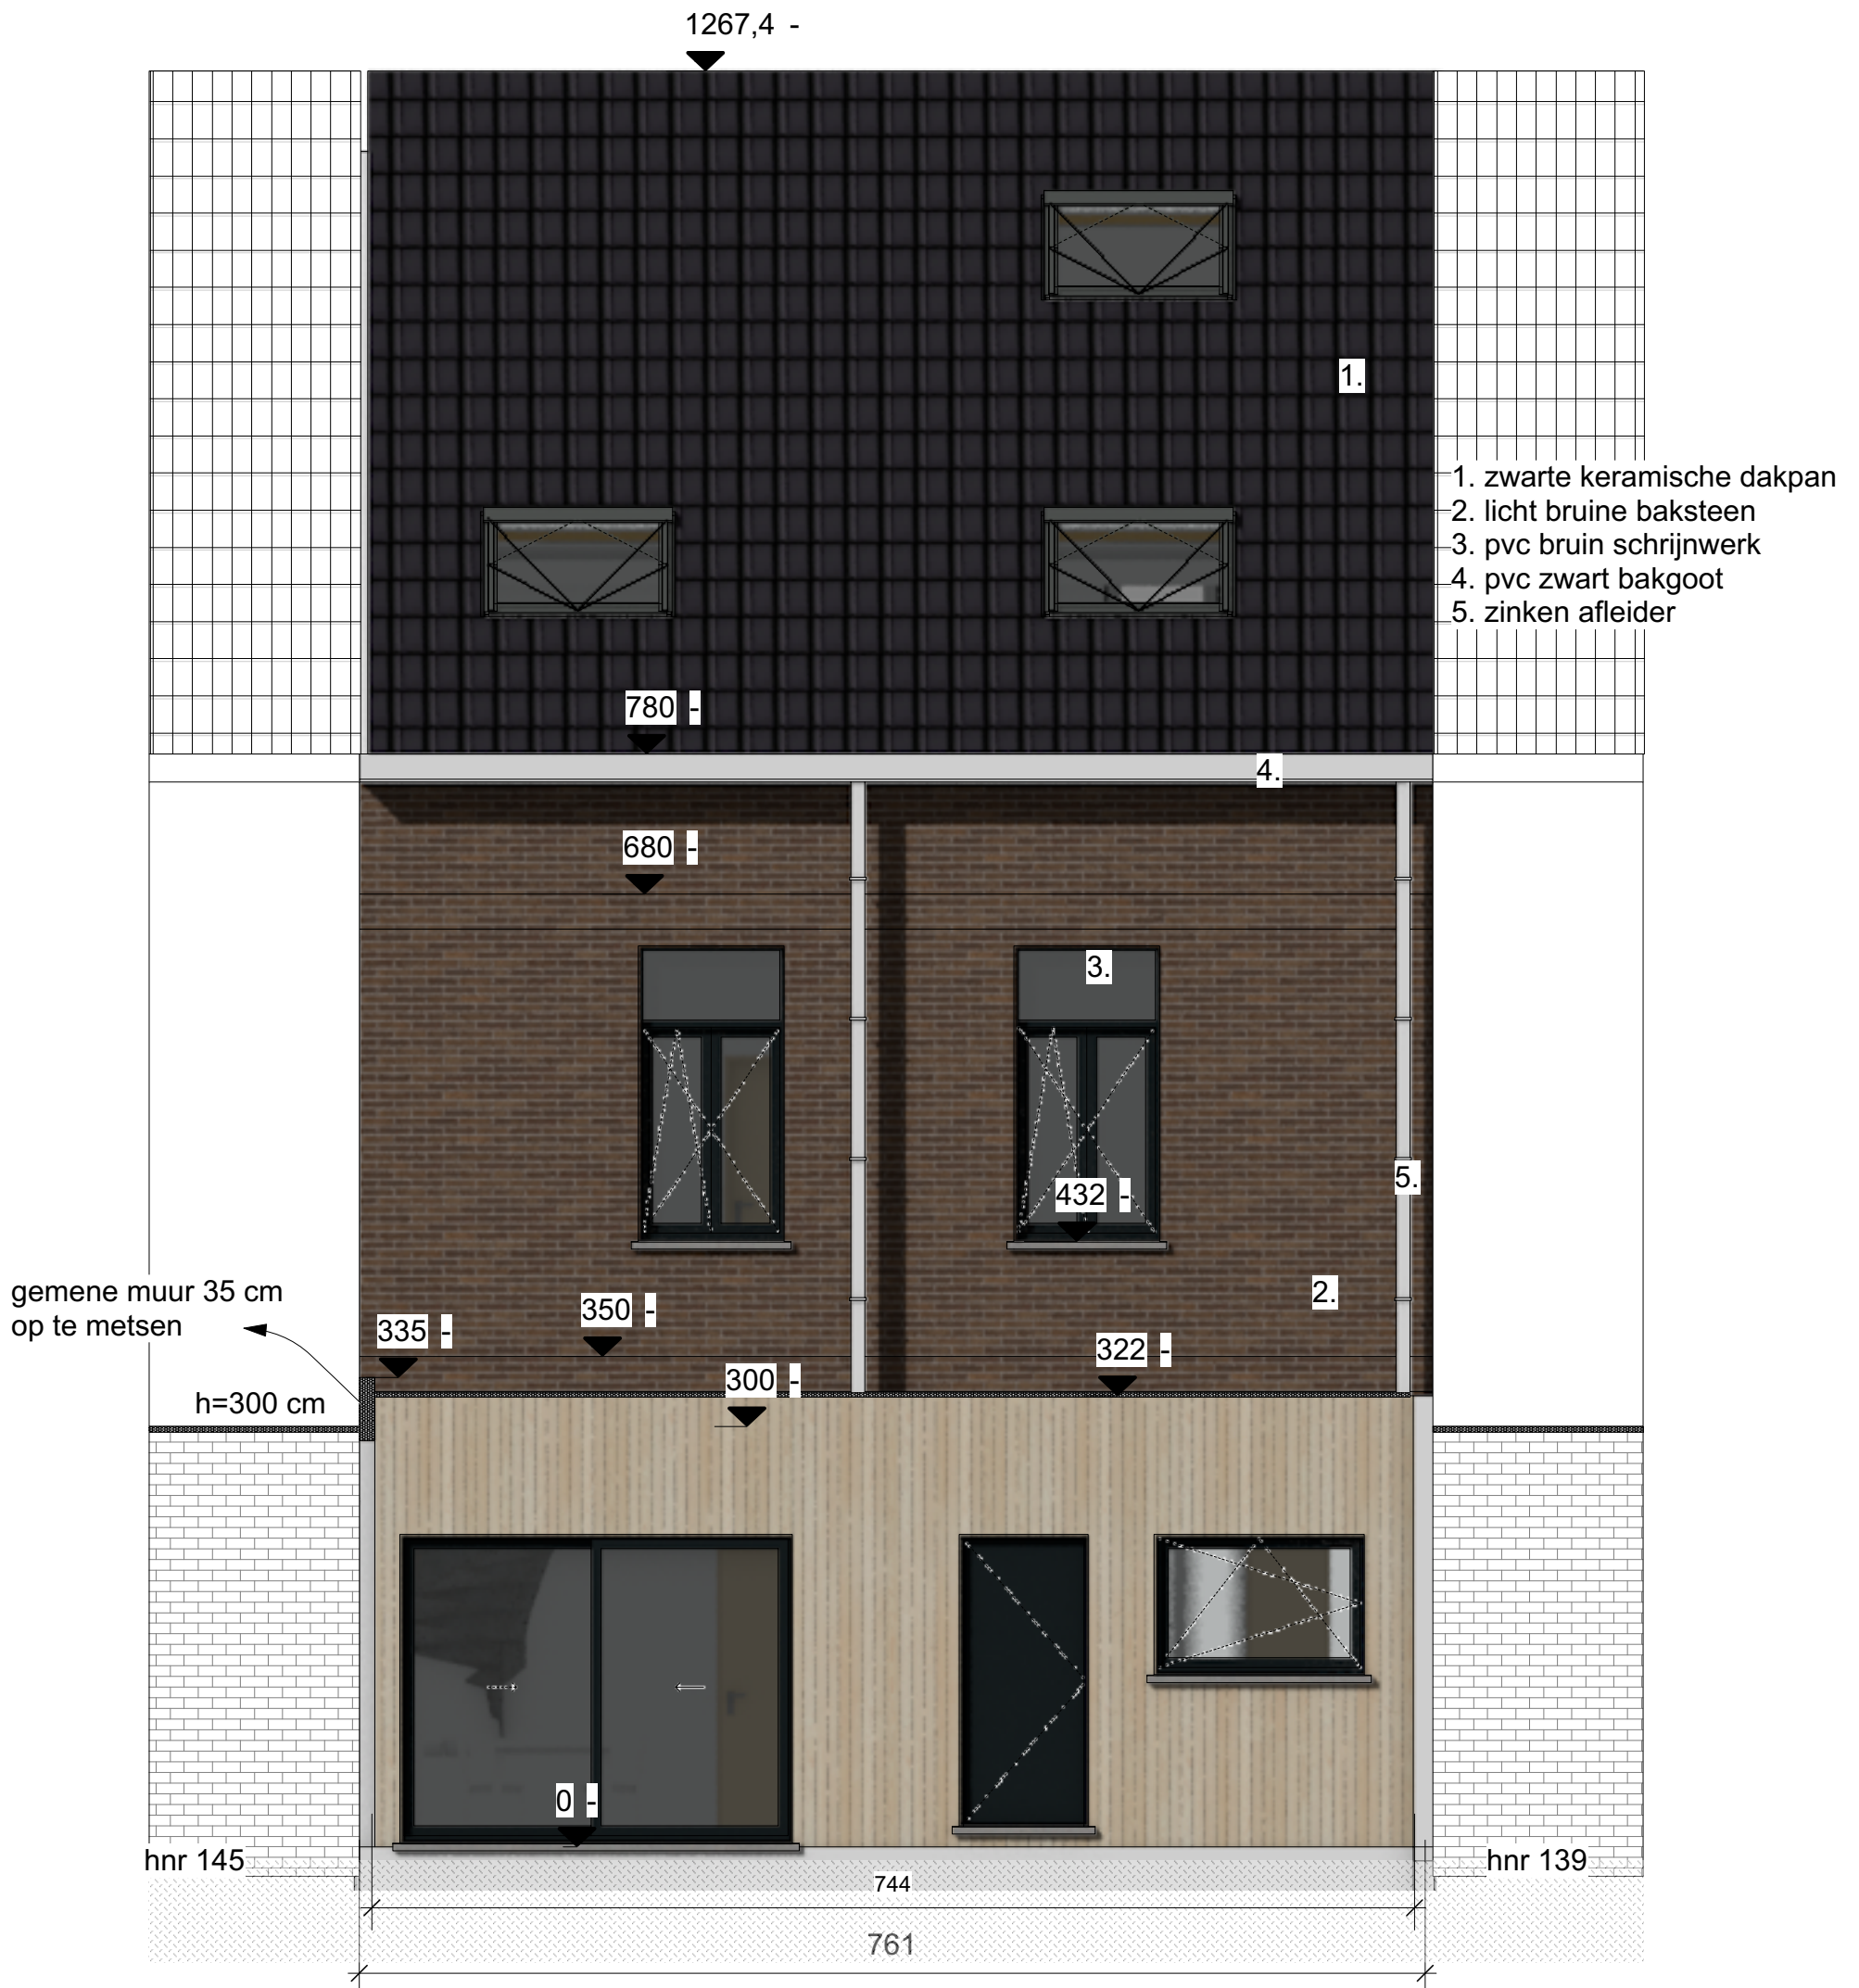 1267,4 -
1.
1. zwarte keramische dakpan
2. licht bruine baksteen
3. pvc bruin schrijnwerk
4. pvc zwart bakgoot
5. zinken afleider
780 -
4.
680 -
3.
5.
432 -
2.
gemene muur 35 cm
op te metsen
335 -
350 -
322 -
300 -
h=300 cm
0 -
hnr 145
hnr 139
744
761